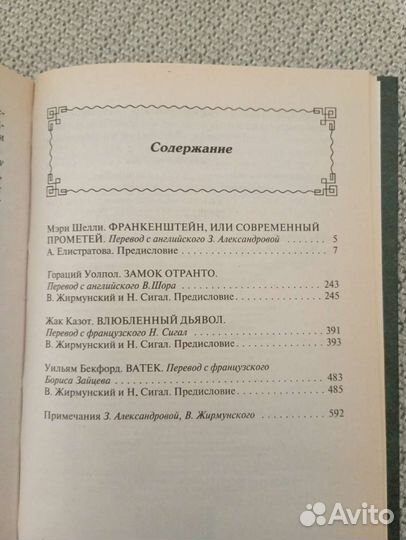 Содержание
Мэри Шелли. ФРАНКЕНШТЕЙН, ИЛИ СОВРЕМЕННЫЙ
ПРОМЕТЕЙ. Перевод с английского З. Александровой 5
А. Елистратова. Предисловие 7
Гораций Уолпол. ЗАМОК ОТРАНТО.
Перевод с английского В.Шора 243
В. Жирмунский и Н. Сигал. Предисловие 245
Жак Казот. ВЛЮБЛЕННЫЙ ДЬЯВОЛ.
Перевод с французского Н. Сигал 391
В. Жирмунский и Н. Сигал. Предисловие 393
Уильям Бекфорд. ВАТЕК. Перевод с французского
Бориса Зайцева 483
В. Жирмунский и Н. Сигал. Предисловие 485
Примечания З. Александровой, В. Жирмунского 592
Avito